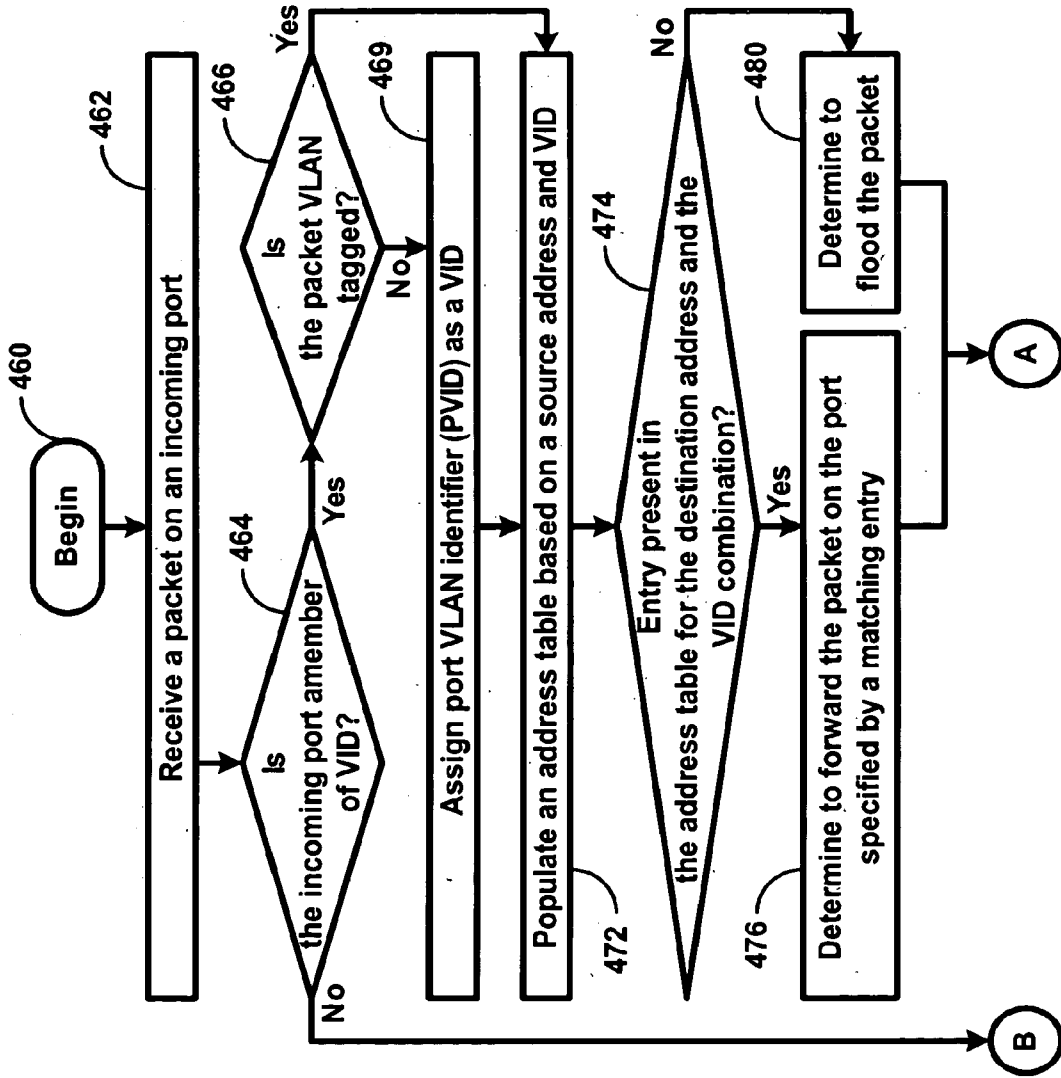 460
Begin
462
Receive a packet on an incoming port
464
Is
the incoming port amember
of VID?
No
Yes
466
Is
the packet VLAN
tagged?
Yes
No
469
Assign port VLAN identifier (PVID) as a VID
Populate an address table based on a source address and VID
472
474
Entry present in
the address table for the destination address and the
VID combination?
No
Yes
476
Determine to forward the packet on the port
specified by a matching entry
480
Determine to
flood the packet
B
A